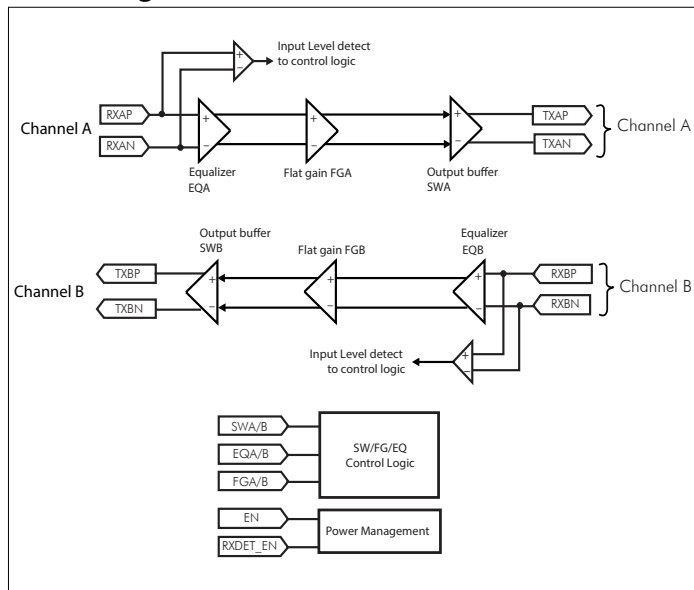 Input Level detect
to control logic
+
−
RXAP
RXAN
Channel A
+
−
+
−
+
−
TXAP
TXAN
Channel A
Equalizer
EQA
Flat gain FGA
Output buffer
SWA
Output buffer
SWB
Flat gain FGB
Equalizer
EQB
Channel B
TXBP
TXBN
+
−
+
−
+
−
RXBP
RXBN
Channel B
Input Level detect
to control logic
+
−
SWA/B
EQA/B
FGA/B
SW/FG/EQ
Control Logic
EN
RXDET_EN
Power Management